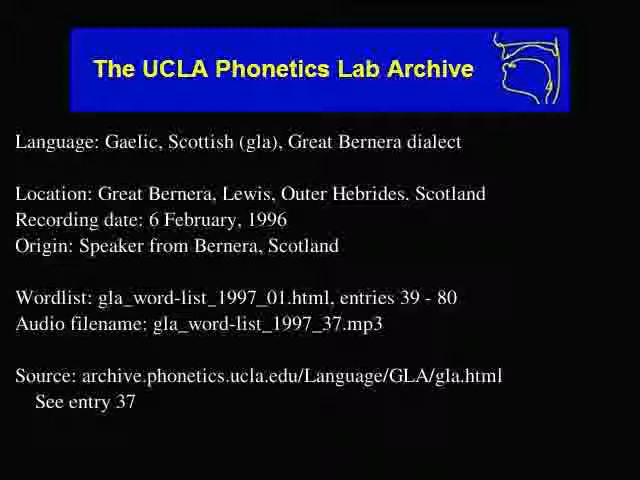 The UCLA Phonetics Lab Archive
Language: Gaelic, Scottish (gla), Great Bernera dialect
Location: Great Bernera, Lewis, Outer Hebrides. Scotland
Recording date: 6 February, 1996
Origin: Speaker from Bernera, Scotland
Wordlist: gla_word-list_1997_01.html, entries 39 - 80
Audio filename: gla_word-list_1997_37.mp3
Source: archive.phonetics.ucla.edu/Language/GLA/gla.html
See entry 37